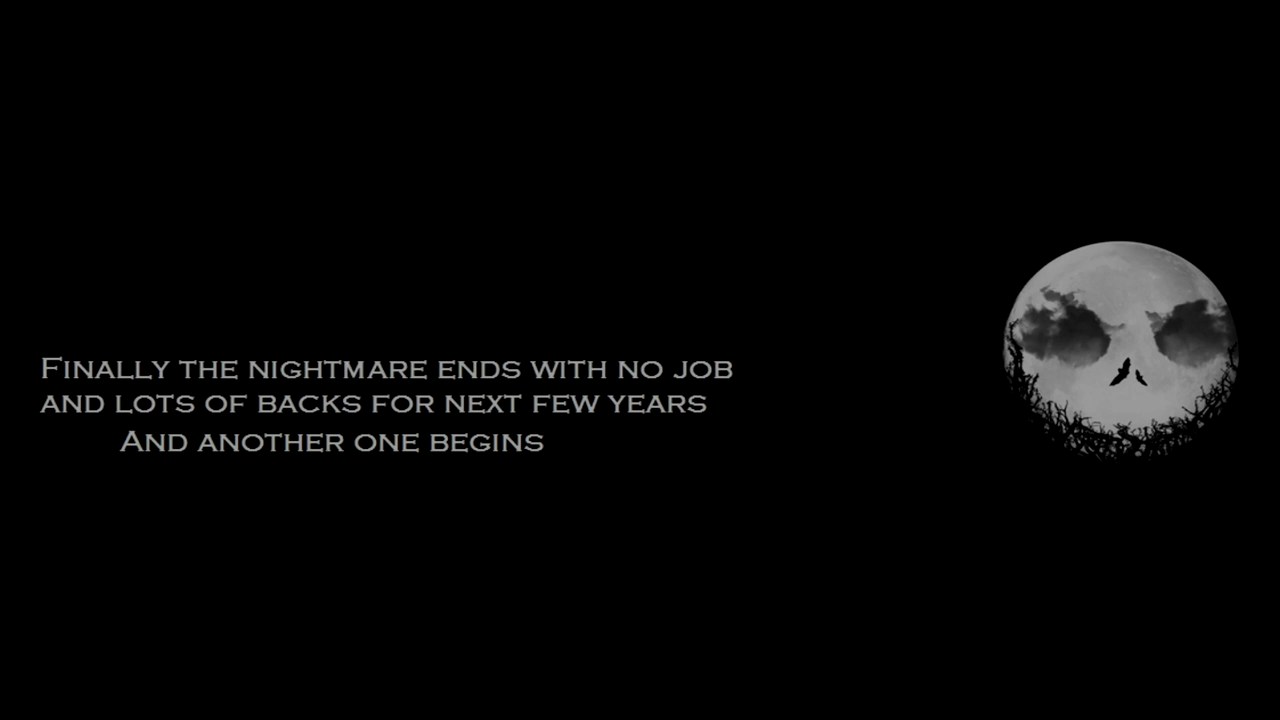 Finally the nightmare ends with no job
and lots of backs for next few years
And another one begins